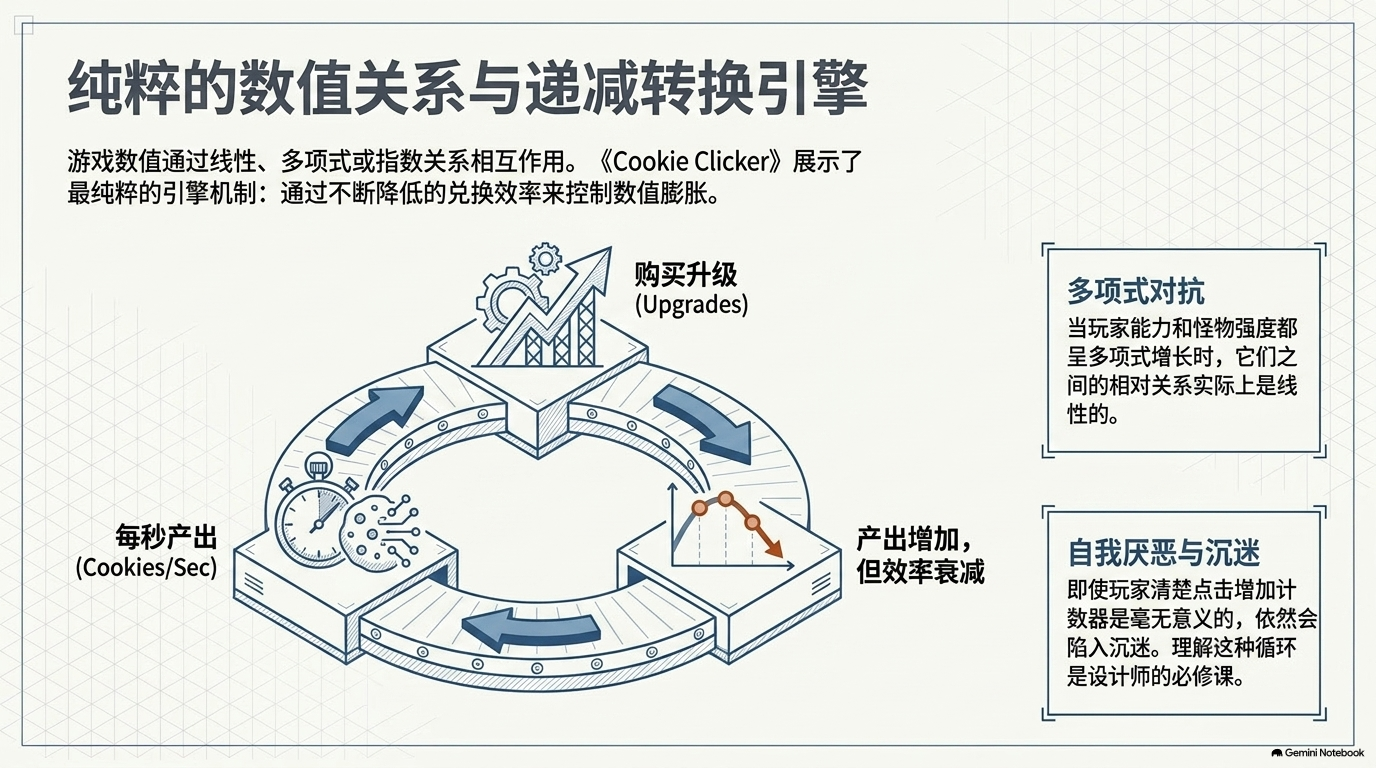 纯粹的数值关系与递减转换引擎
游戏数值通过线性、多项式或指数关系相互作用。《Cookie Clicker》展示了
最纯粹的引擎机制：通过不断降低的兑换效率来控制数值膨胀。
购买升级
(Upgrades)
每秒产出
(Cookies/Sec)
产出增加，
但效率衰减
多项式对抗
当玩家能力和怪物强度都
呈多项式增长时，它们之
间的相对关系实际上是线
性的。
自我厌恶与沉迷
即使玩家清楚点击增加计
数器是毫无意义的，依然会
陷入沉迷。理解这种循环
是设计师的必修课。
Gemini Notebook